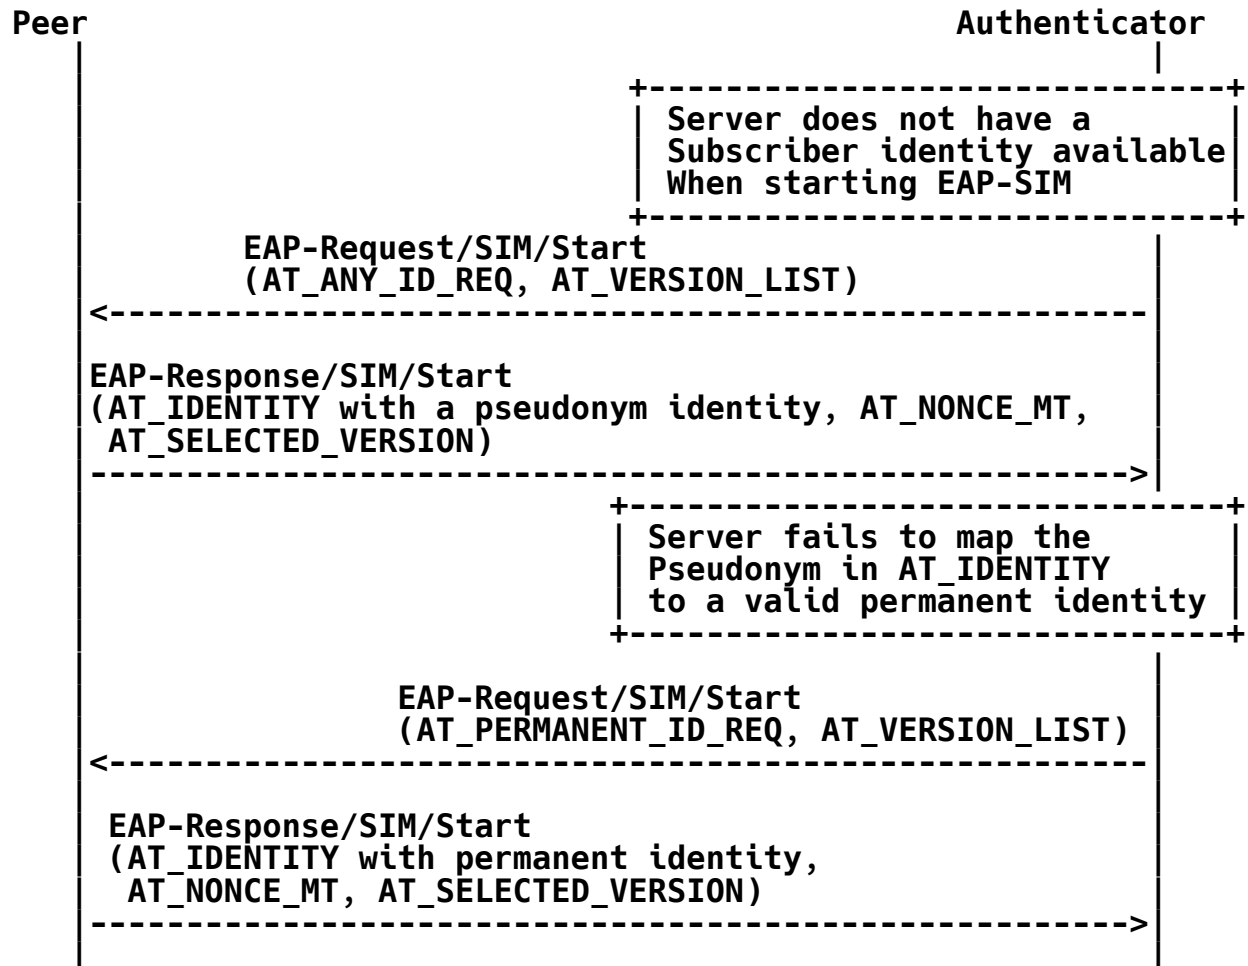 Peer Authenticator
Server does not have a
Subscriber identity available
When starting EAP-SIM
EAP-Request/SIM/Start
(AT_ANY_ID_REQ, AT_VERSION_LIST)
EAP-Response/SIM/Start
(AT_IDENTITY with a pseudonym identity, AT_NONCE_MT,
AT_SELECTED_VERSION)
Server fails to map the
Pseudonym in AT_IDENTITY
to a valid permanent identity
EAP-Request/SIM/Start
(AT_PERMANENT_ID_REQ, AT_VERSION_LIST)
EAP-Response/SIM/Start
(AT_IDENTITY with permanent identity,
AT_NONCE_MT, AT_SELECTED_VERSION)